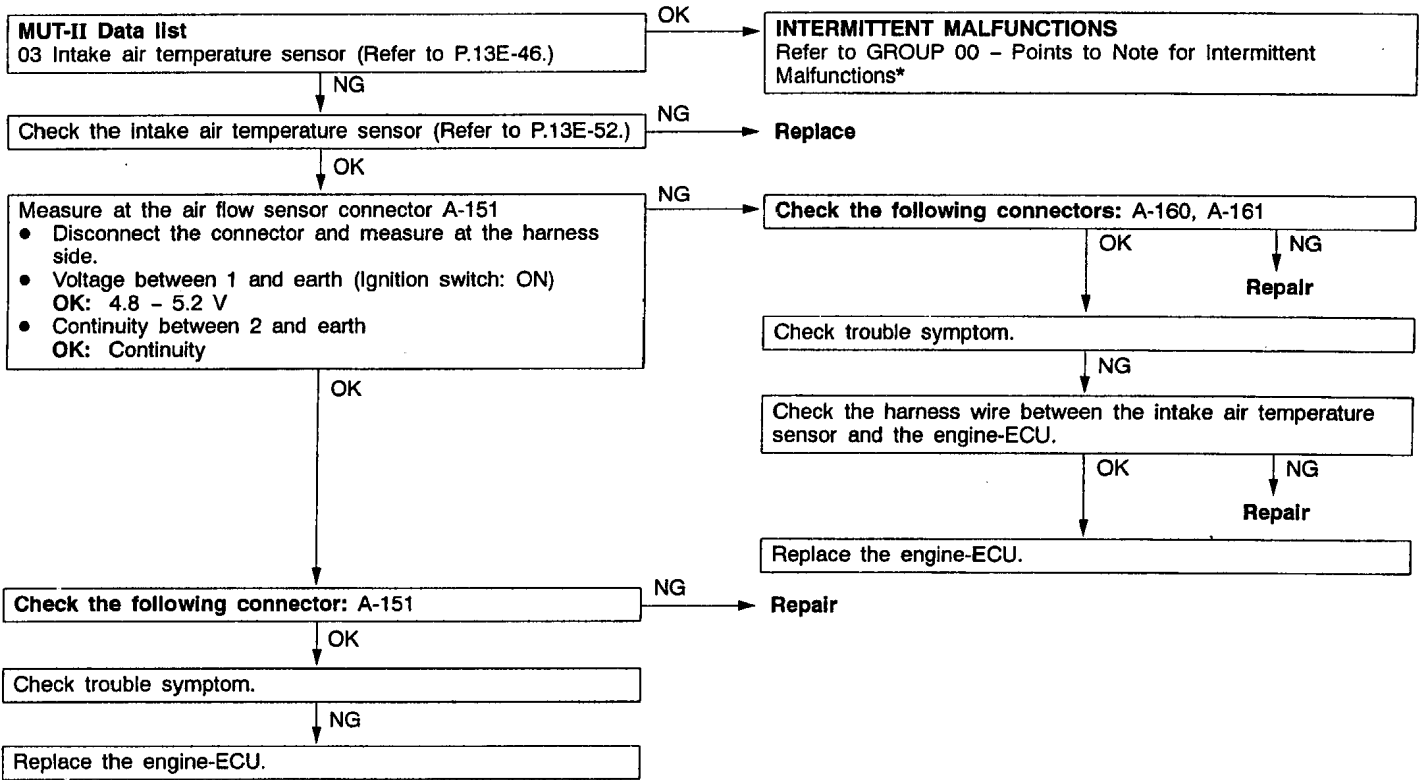 MUT-II Data list
03 Intake air temperature sensor (Refer to P.13E-46.)
OK
INTERMITTENT MALFUNCTIONS
Refer to GROUP 00 – Points to Note for Intermittent
Malfunctions*
NG
Check the intake air temperature sensor (Refer to P.13E-52.)
NG
Replace
OK
Measure at the air flow sensor connector A-151
● Disconnect the connector and measure at the harness
side.
● Voltage between 1 and earth (Ignition switch: ON)
OK: 4.8 – 5.2 V
● Continuity between 2 and earth
OK: Continuity
NG
Check the following connectors: A-160, A-161
OK
NG
Repair
Check trouble symptom.
NG
Check the harness wire between the intake air temperature
sensor and the engine-ECU.
OK
NG
Repair
Replace the engine-ECU.
OK
Check the following connector: A-151
NG
Repair
OK
Check trouble symptom.
NG
Replace the engine-ECU.